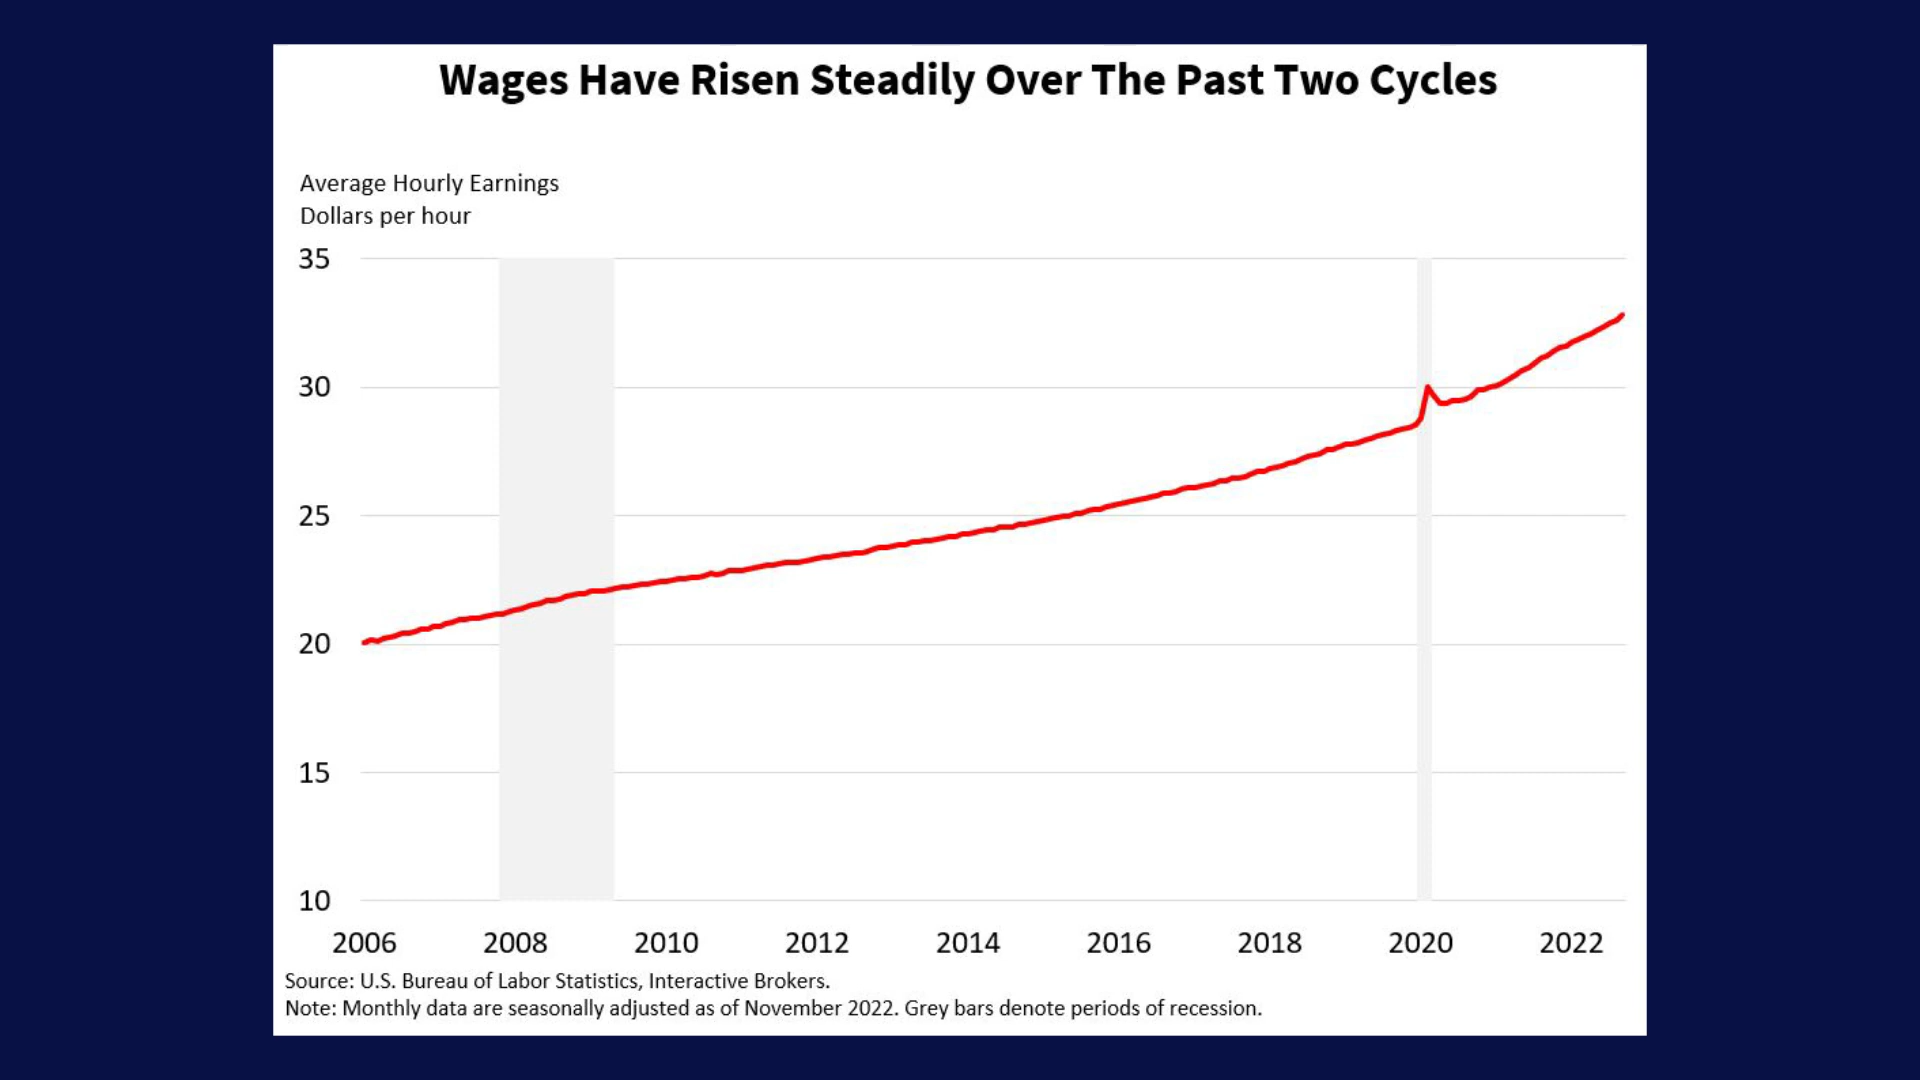 Wages Have Risen Steadily Over The Past Two Cycles
Average Hourly Earnings
Dollars per hour
35
30
25
20
15
10
2006 2008 2010 2012 2014 2016 2018 2020 2022
Source: U.S. Bureau of Labor Statistics, Interactive Brokers.
Note: Monthly data are seasonally adjusted as of November 2022. Grey bars denote periods of recession.